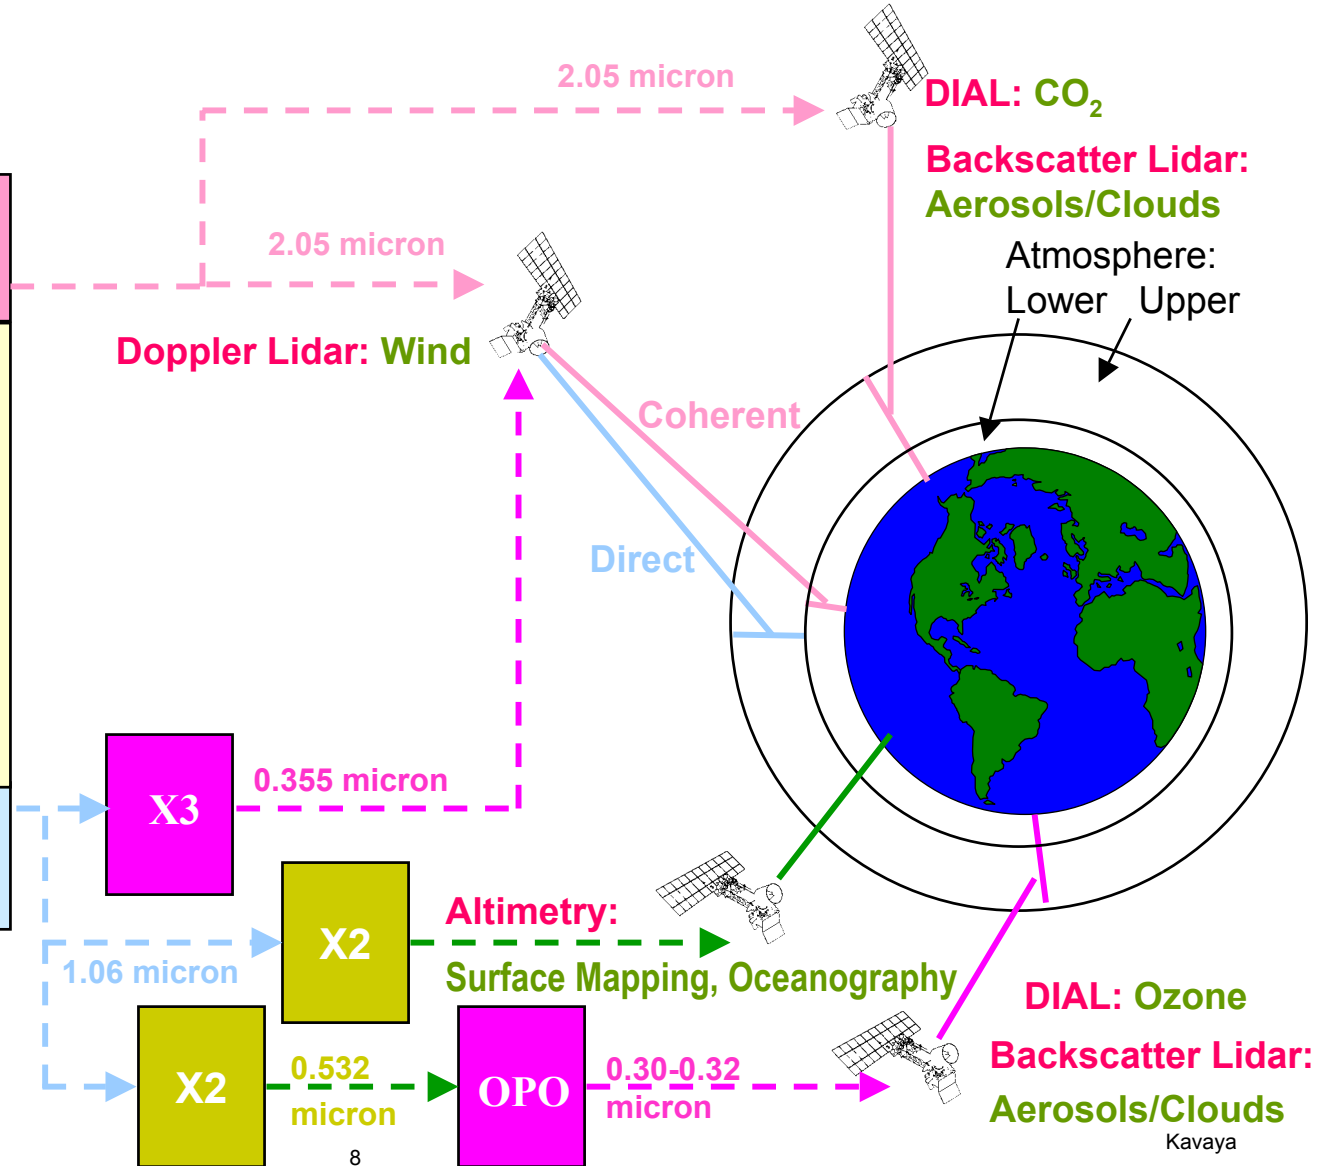 2.05 micron
DIAL: CO2
Backscatter Lidar:
Aerosols/Clouds
2.05 micron
Atmosphere:
Lower Upper
Doppler Lidar: Wind
Coherent
Direct
0.355 micron
X3
Altimetry:
X2
1.06 micron
Surface Mapping, Oceanography
DIAL: Ozone
Backscatter Lidar:
Aerosols/Clouds
X2
0.532
micron
OPO
0.30-0.32
micron
Kavaya
8